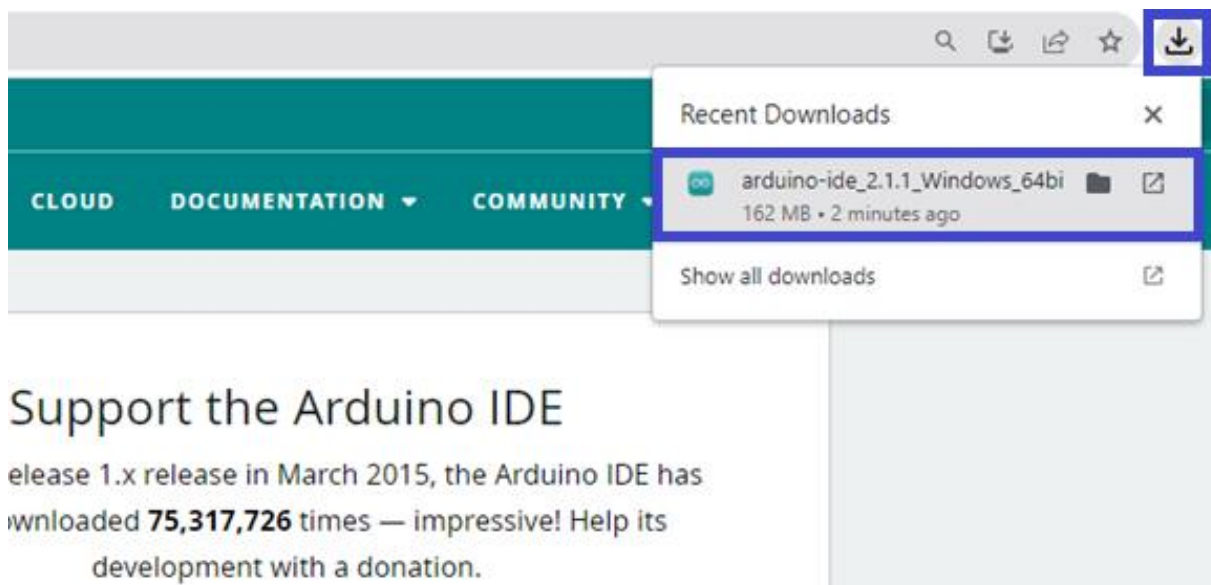 Recent Downloads
arduino-ide_2.1.1_Windows_64bi
162 MB • 2 minutes ago
Show all downloads
CLOUD DOCUMENTATION COMMUNITY
Support the Arduino IDE
elease 1.x release in March 2015, the Arduino IDE has
wnloaded 75,317,726 times — impressive! Help its
development with a donation.